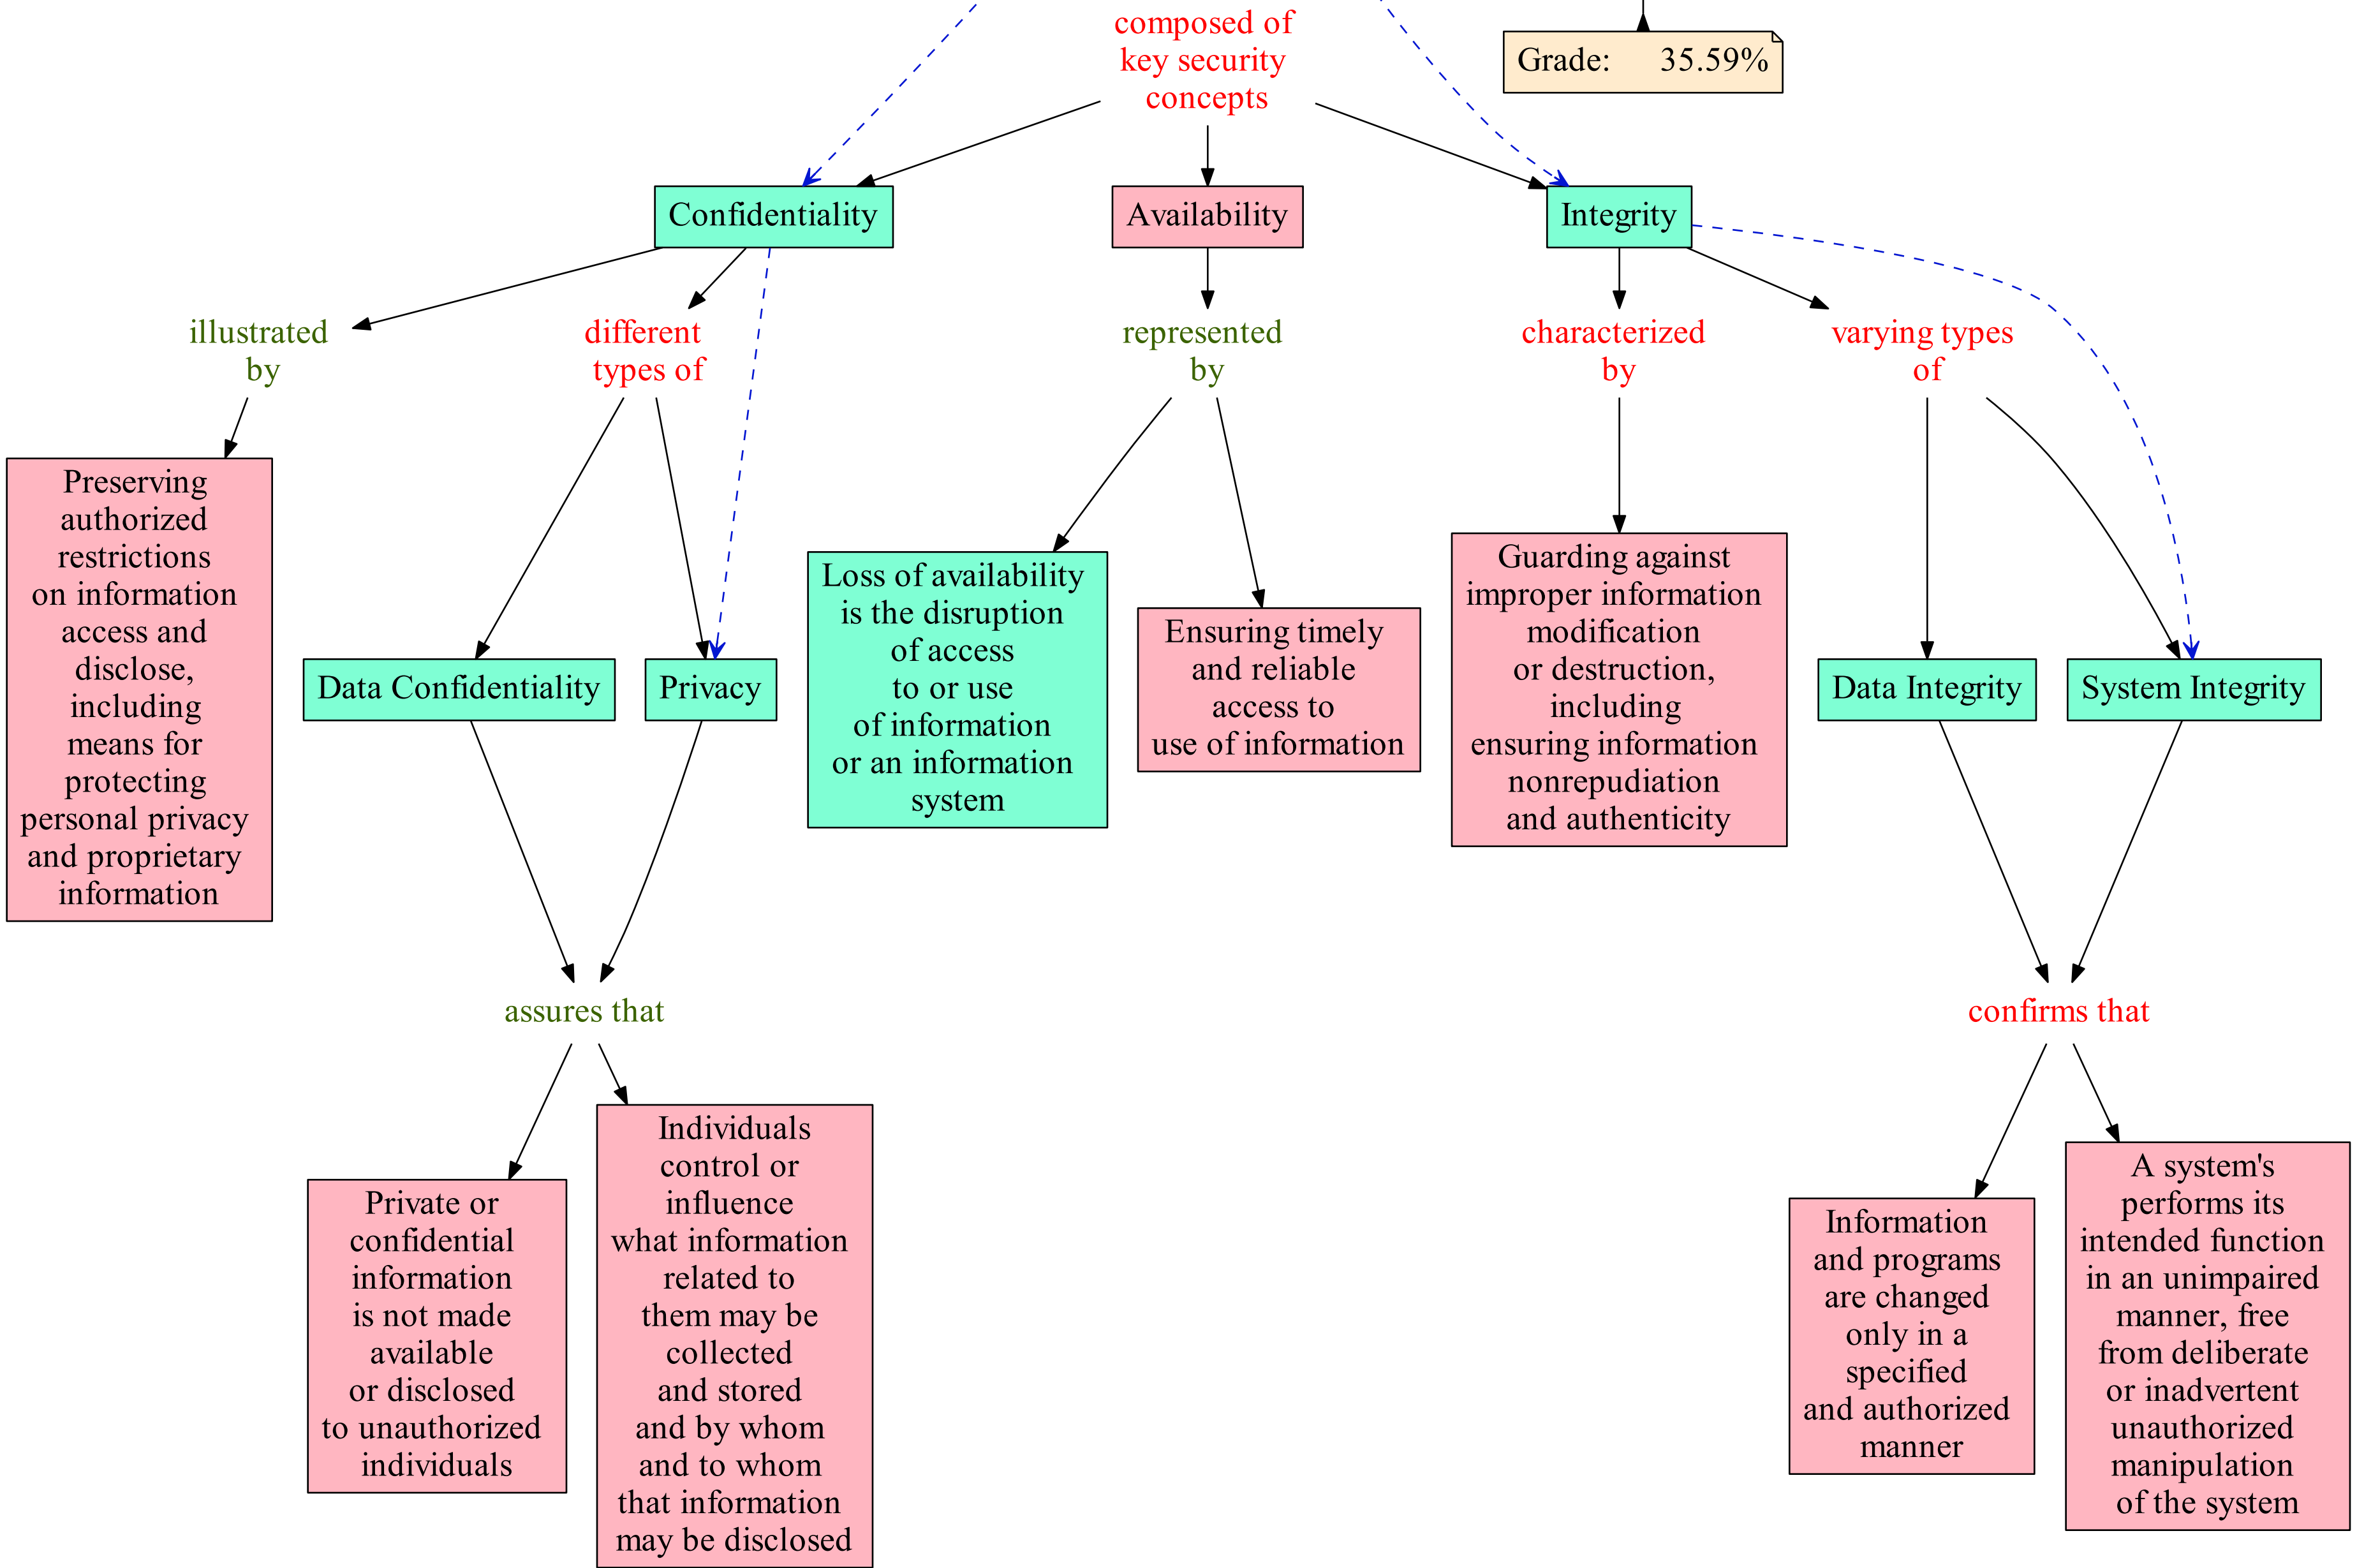 composed of
key security
concepts
Grade: 35.59%
Confidentiality
Availability
Integrity
illustrated
by
different
types of
represented
by
characterized
by
varying types
of
Preserving
authorized
restrictions
on information
access and
disclose,
including
means for
protecting
personal privacy
and proprietary
information
Data Confidentiality
Privacy
Loss of availability
is the disruption
of access
to or use
of information
or an information
system
Ensuring timely
and reliable
access to
use of information
Guarding against
improper information
modification
or destruction,
including
ensuring information
nonrepudiation
and authenticity
Data Integrity
System Integrity
assures that
confirms that
Private or
confidential
information
is not made
available
or disclosed
to unauthorized
individuals
Individuals
control or
influence
what information
related to
them may be
collected
and stored
and by whom
and to whom
that information
may be disclosed
Information
and programs
are changed
only in a
specified
and authorized
manner
A system's
performs its
intended function
in an unimpaired
manner, free
from deliberate
or inadvertent
unauthorized
manipulation
of the system